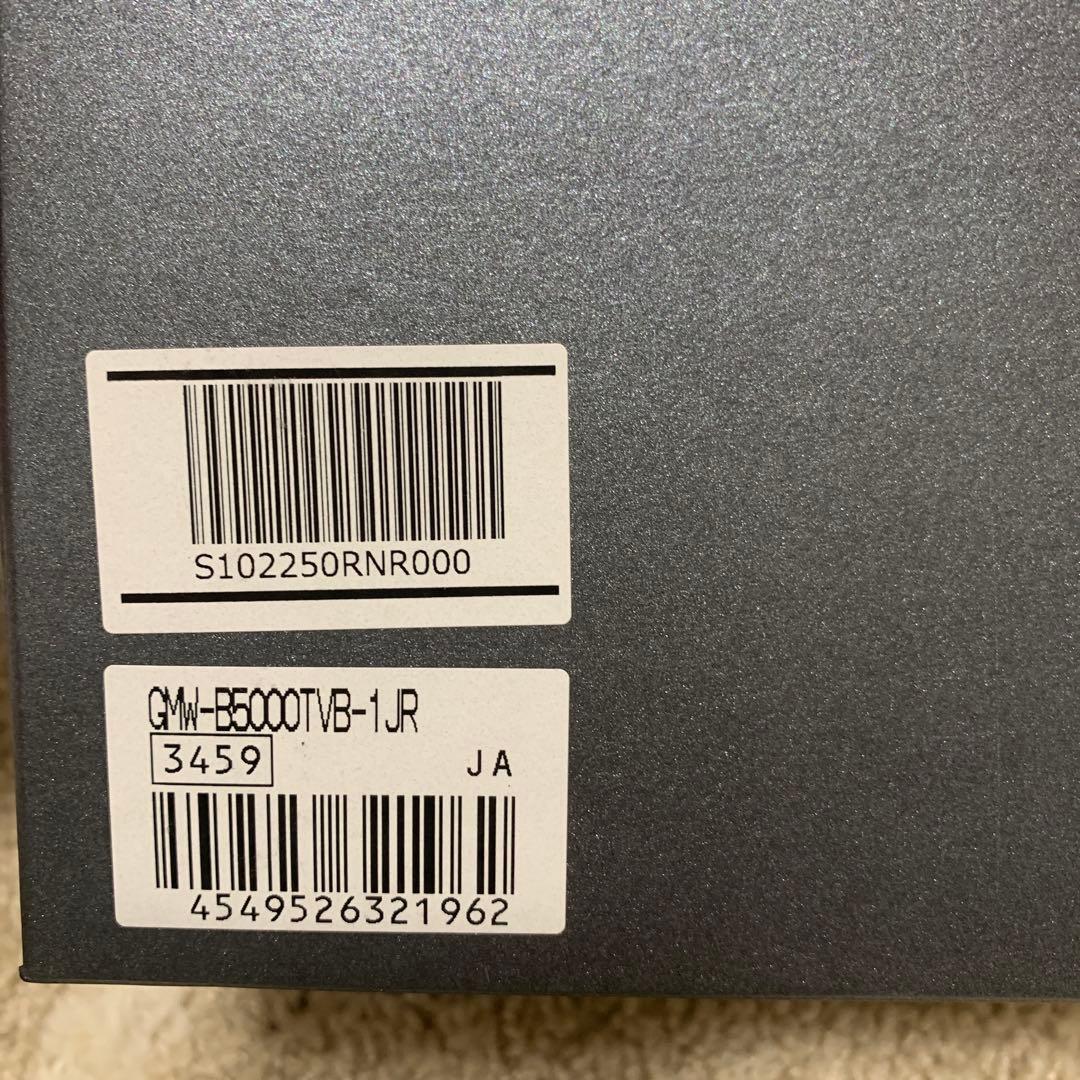 S102250RNR000
GMW-B5000TVB-1JR
3459 JA
4549526321962